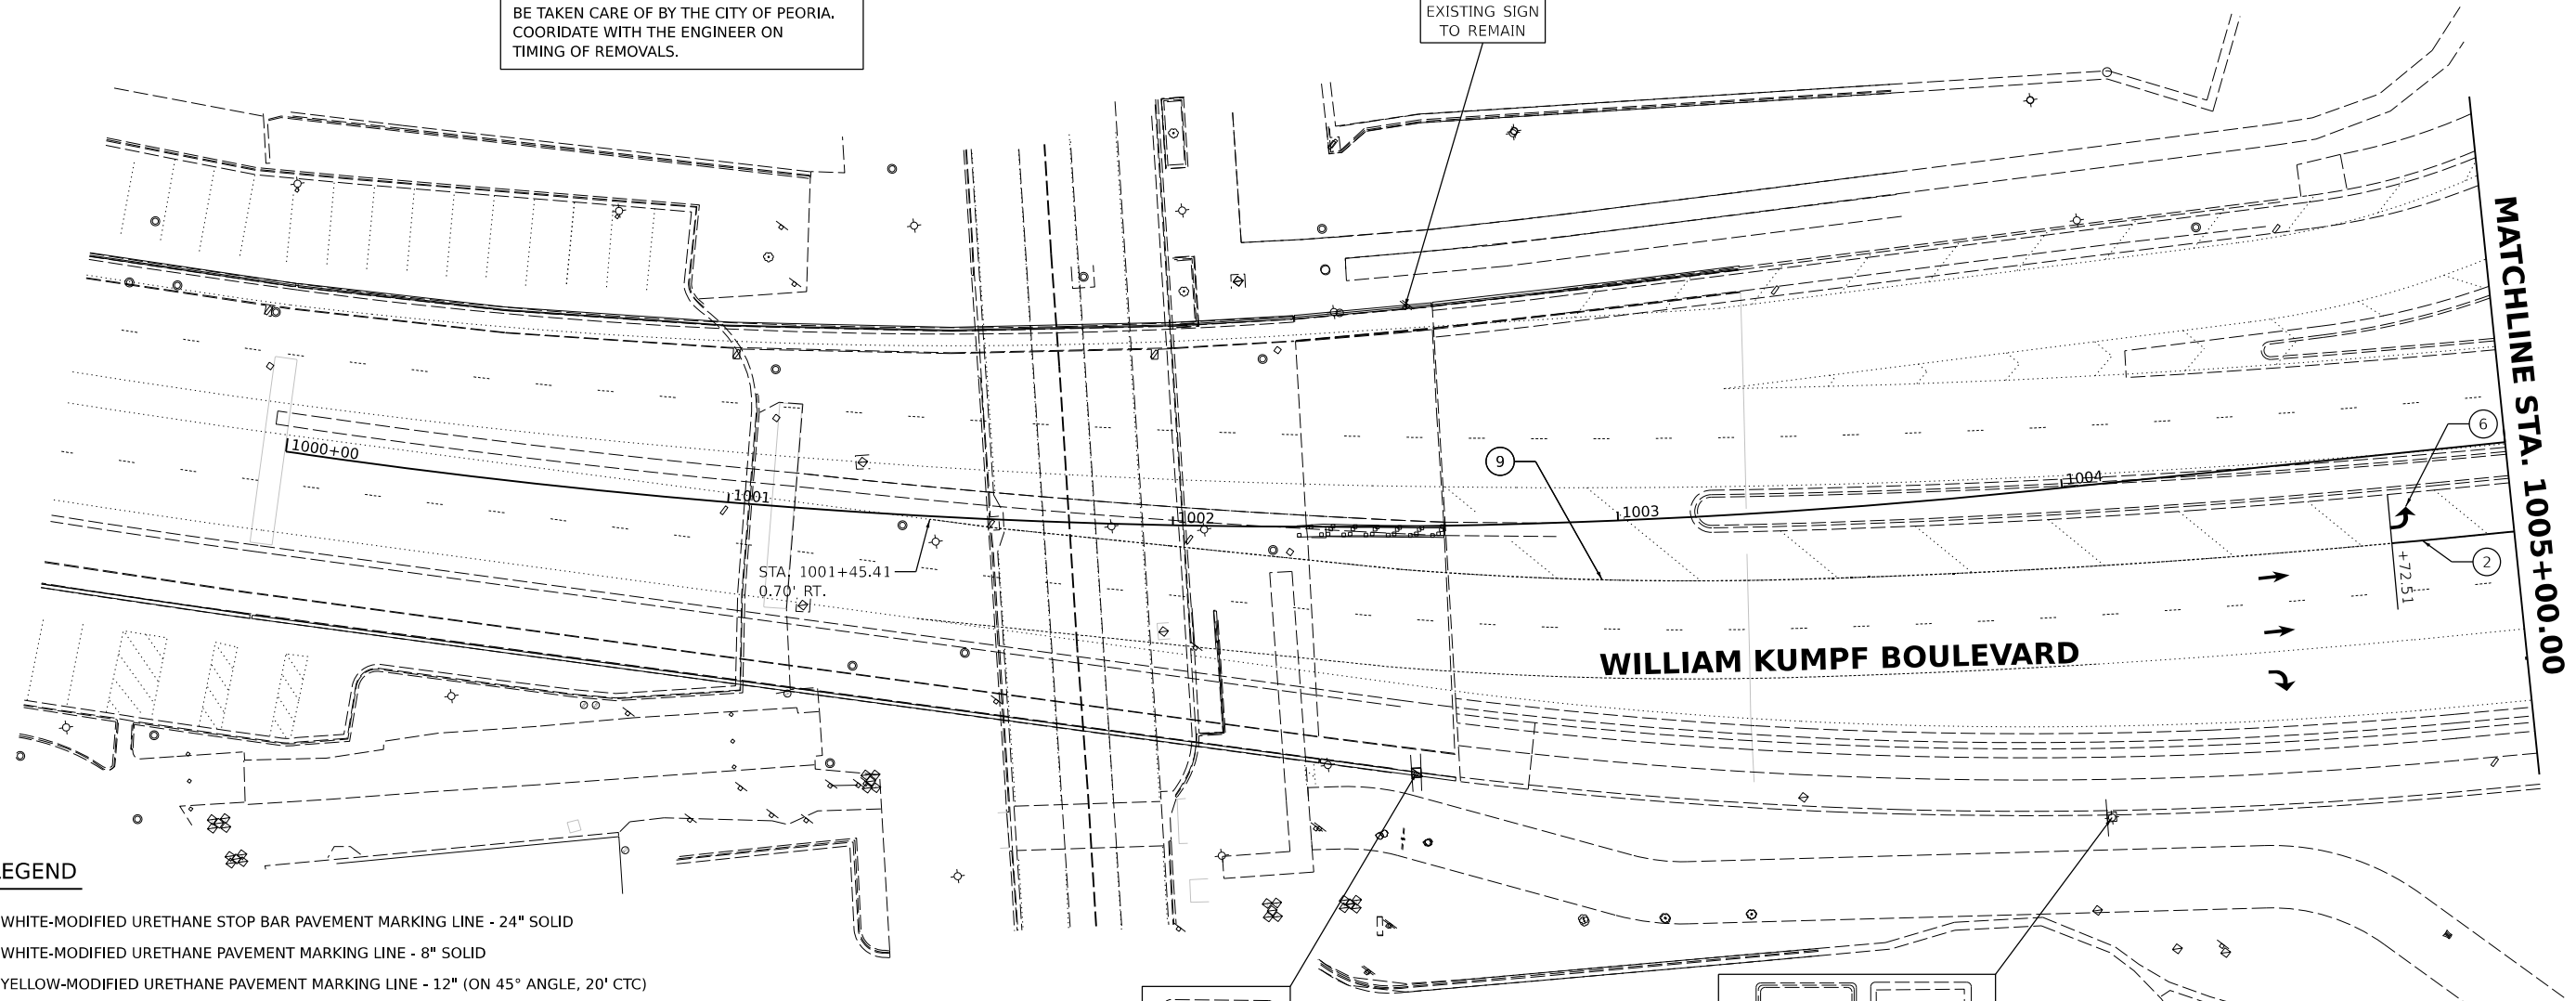 BE TAKEN CARE OF BY THE CITY OF PEORIA.
COORIDATE WITH THE ENGINEER ON
TIMING OF REMOVALS.
EXISTING SIGN
TO REMAIN
MATCHLINE STA. 1005+00.00
1000+00
1001
1002
1003
1004
9
6
2
+72.51
STA. 1001+45.41
0.70' RT.
WILLIAM KUMPF BOULEVARD
EGEND
WHITE-MODIFIED URETHANE STOP BAR PAVEMENT MARKING LINE - 24" SOLID
WHITE-MODIFIED URETHANE PAVEMENT MARKING LINE - 8" SOLID
YELLOW-MODIFIED URETHANE PAVEMENT MARKING LINE - 12" (ON 45° ANGLE, 20' CTC)